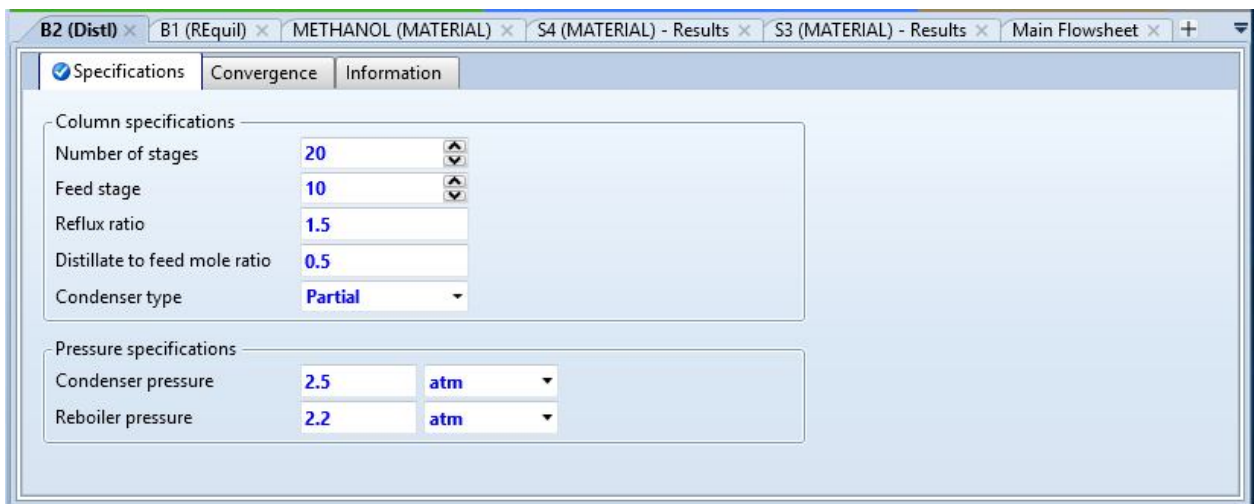 B2 (Distl) × B1 (REquil) × METHANOL (MATERIAL) × S4 (MATERIAL) - Results × S3 (MATERIAL) - Results × Main Flowsheet × +
Specifications Convergence Information
Column specifications
Number of stages 20
Feed stage 10
Reflux ratio 1.5
Distillate to feed mole ratio 0.5
Condenser type Partial
Pressure specifications
Condenser pressure 2.5 atm
Reboiler pressure 2.2 atm